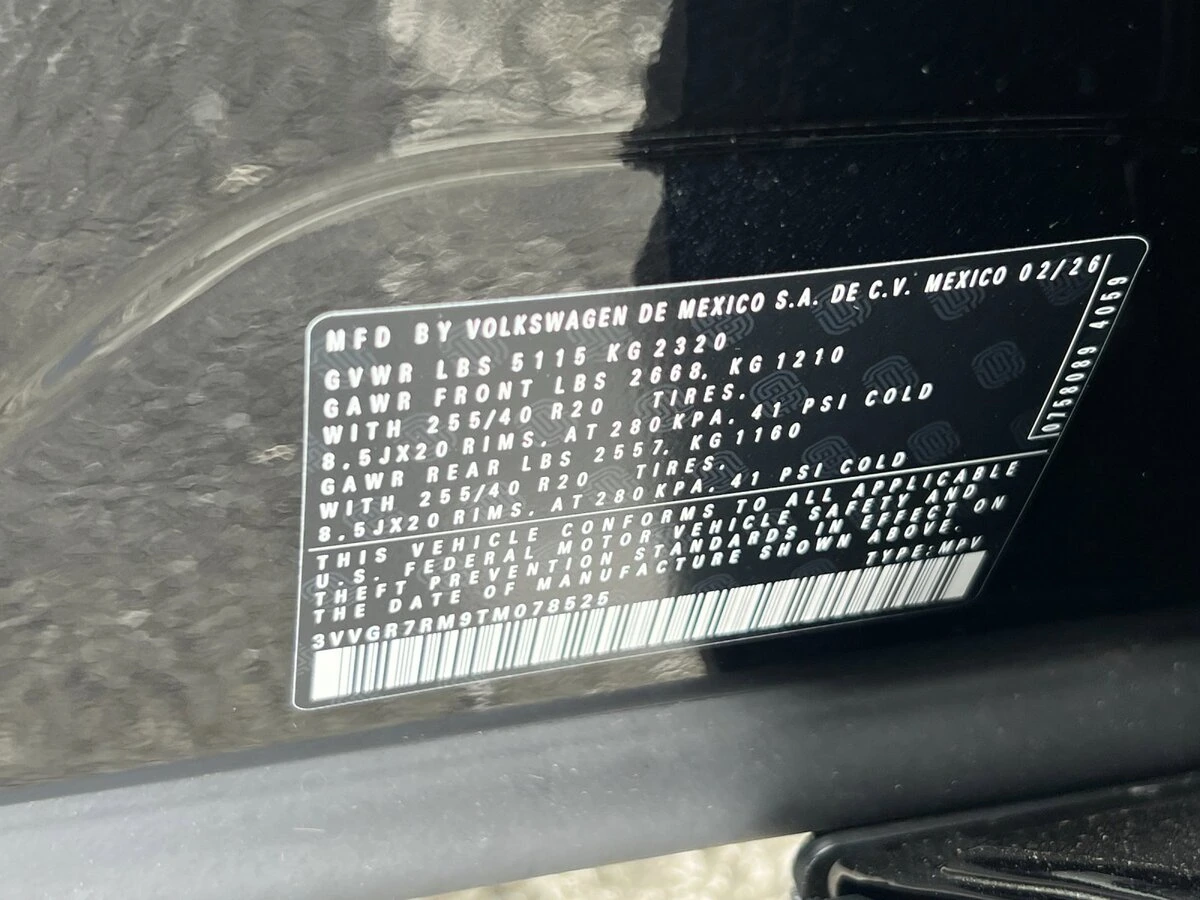 MFD BY VOLKSWAGEN DE MEXICO S.A. DE C.V. MEXICO 02/26
GVWR LBS 5115 KG 2320
GAWR FRONT LBS 2668. KG 1210
WITH 255/40 R20 TIRES.
8.5JX20 RIMS. AT 280 KPA. 41 PSI COLD
GAWR REAR LBS 2557. KG 1160
WITH 255/40 R20 TIRES.
8.5JX20 RIMS. AT 280 KPA. 41 PSI COLD
0758089 4059
THIS VEHICLE CONFORMS TO ALL APPLICABLE
U.S. FEDERAL MOTOR VEHICLE SAFETY AND
THEFT PREVENTION STANDARDS IN EFFECT ON
THE DATE OF MANUFACTURE SHOWN ABOVE.
TYPE: MPV
3VVGR7RM9TM078525